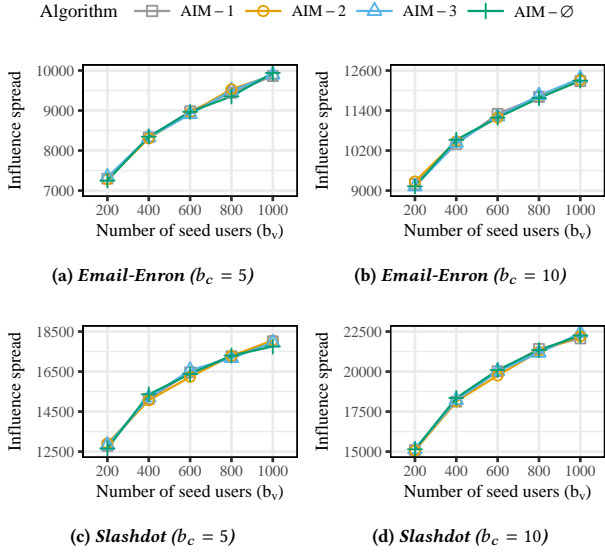 Algorithm AIM – 1 AIM – 2 AIM – 3 AIM – ∅
10000
9000
8000
7000
Influence spread
200 400 600 800 1000
Number of seed users (bᵥ)
(a) Email-Enron (b_c = 5)
12600
11400
10200
9000
Influence spread
200 400 600 800 1000
Number of seed users (bᵥ)
(b) Email-Enron (b_c = 10)
18500
16500
14500
12500
Influence spread
200 400 600 800 1000
Number of seed users (bᵥ)
(c) Slashdot (b_c = 5)
22500
20000
17500
15000
Influence spread
200 400 600 800 1000
Number of seed users (bᵥ)
(d) Slashdot (b_c = 10)